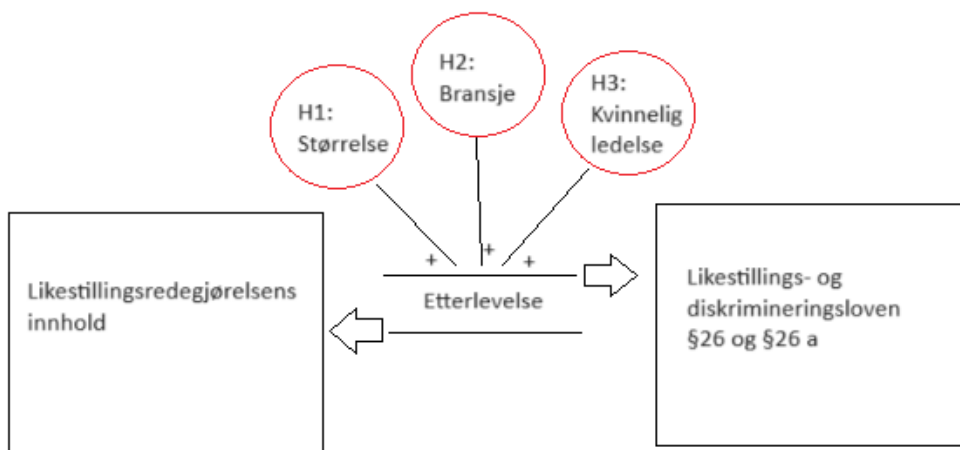 H1:
Størrelse
H2:
Bransje
H3:
Kvinnelig
ledelse
+
+
+
Likestillingsredegjørelsens
innhold
Etterlevelse
Likestillings- og
diskrimineringsloven
§26 og §26 a